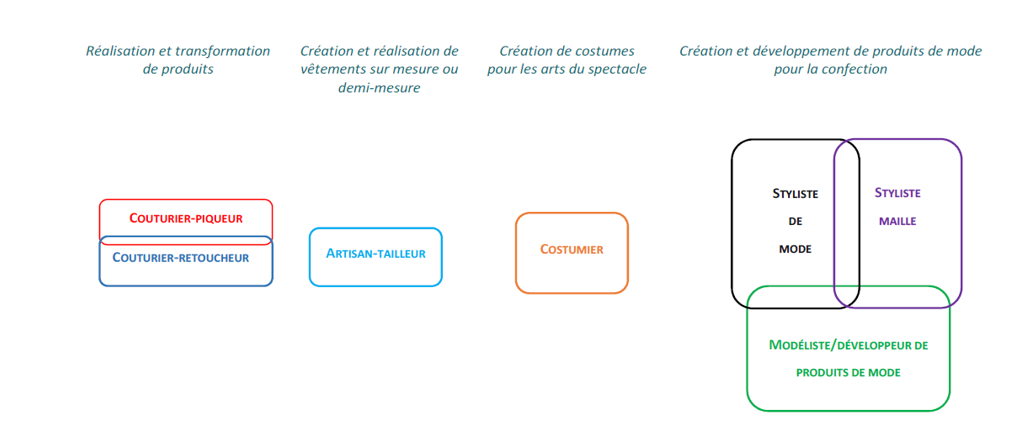 Réalisation et transformation
de produits
Création et réalisation de
vêtements sur mesure ou
demi-mesure
Création de costumes
pour les arts du spectacle
Création et développement de produits de mode
pour la confection
COUTURIER-PIQUEUR
COUTURIER-RETOUCHEUR
ARTISAN-TAILLEUR
COSTUMIER
STYLISTE
DE
MODE
STYLISTE
MAILLE
MODÉLISTE/DÉVELOPPEUR DE
PRODUITS DE MODE